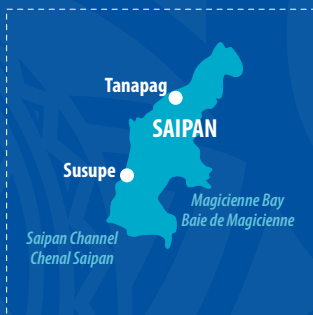 Tanapag
SAIPAN
Susupe
Magicienne Bay
Baie de Magicienne
Saipan Channel
Chenal Saipan